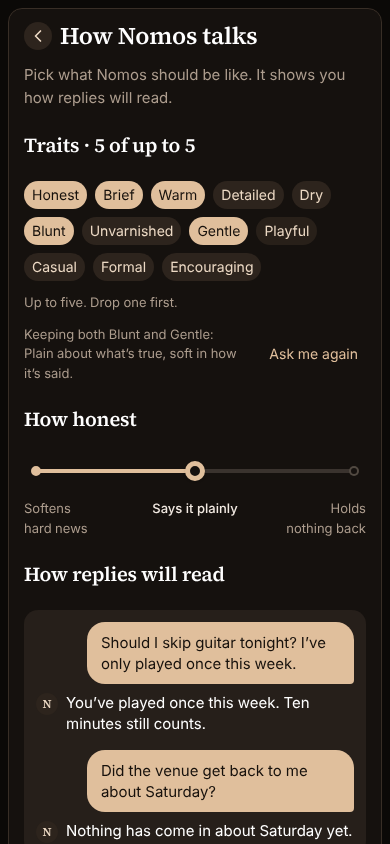 How Nomos talks
Pick what Nomos should be like. It shows you
how replies will read.
Traits · 5 of up to 5
Honest Brief Warm Detailed Dry
Blunt Unvarnished Gentle Playful
Casual Formal Encouraging
Up to five. Drop one first.
Keeping both Blunt and Gentle:
Plain about what’s true, soft in how
it’s said.
Ask me again
How honest
Softens
hard news
Says it plainly
Holds
nothing back
How replies will read
Should I skip guitar tonight? I’ve
only played once this week.
N
You’ve played once this week. Ten
minutes still counts.
Did the venue get back to me
about Saturday?
N
Nothing has come in about Saturday yet.